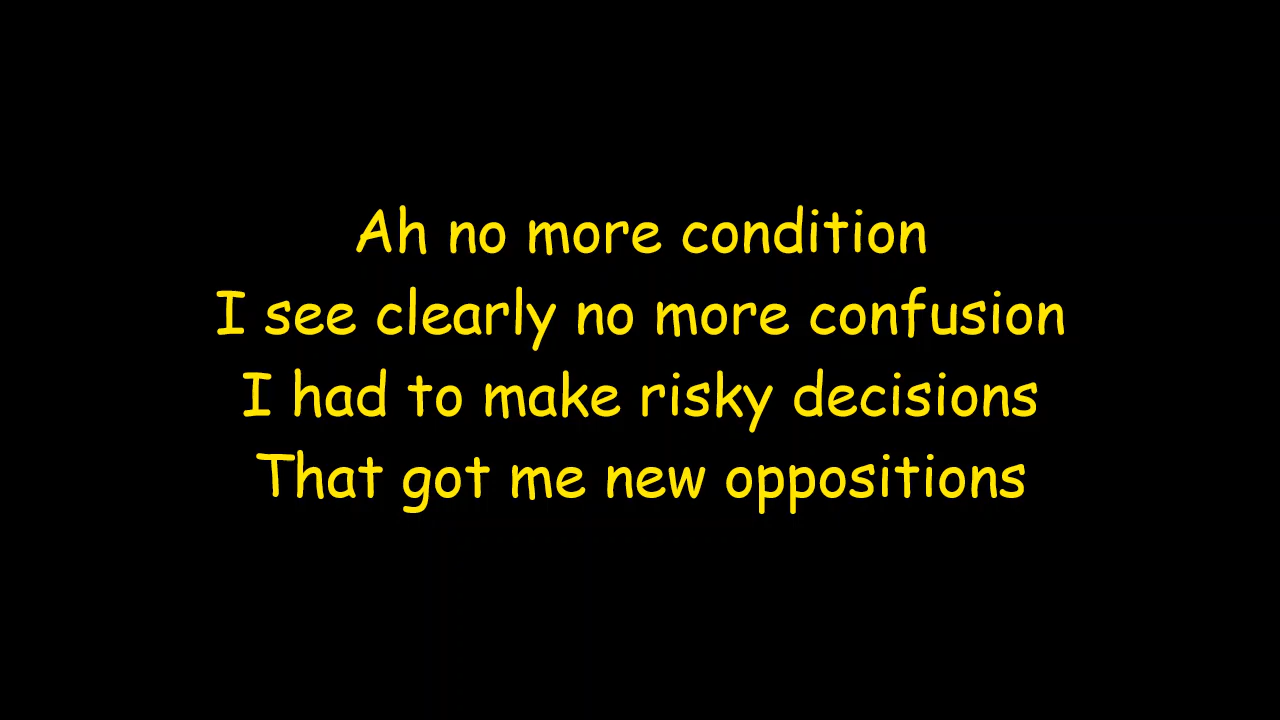 Ah no more condition
I see clearly no more confusion
I had to make risky decisions
That got me new oppositions